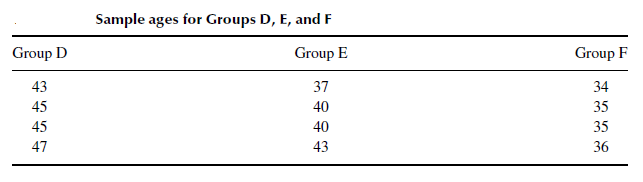 Sample ages for Groups D, E, and F
Group D Group E Group F
43 37 34
45 40 35
45 40 35
47 43 36